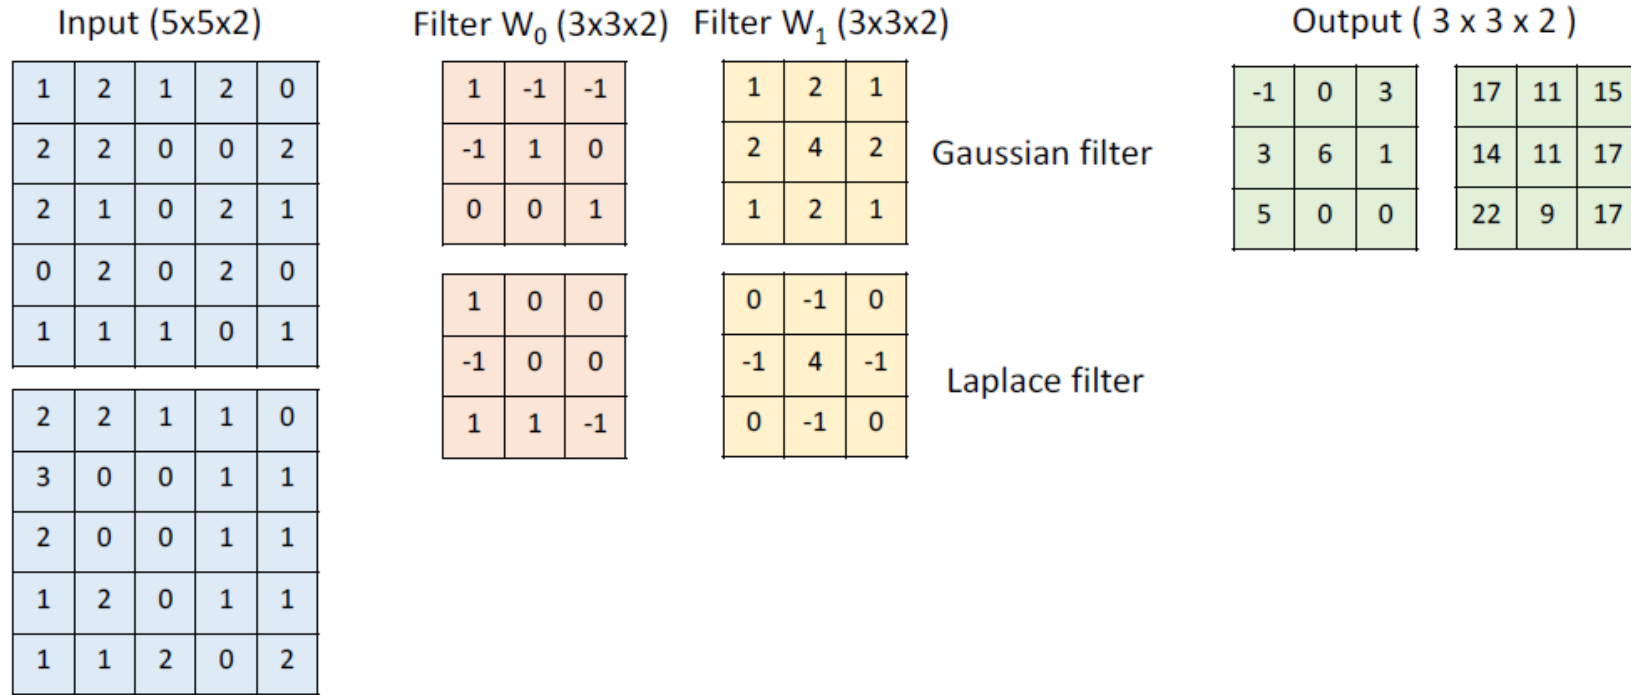 Input (5x5x2)
Filter W0 (3x3x2)
Filter W1 (3x3x2)
Output ( 3 x 3 x 2 )
1 2 1 2 0
2 2 0 0 2
2 1 0 2 1
0 2 0 2 0
1 1 1 0 1
2 2 1 1 0
3 0 0 1 1
2 0 0 1 1
1 2 0 1 1
1 1 2 0 2
1 -1 -1
-1 1 0
0 0 1
1 0 0
-1 0 0
1 1 -1
1 2 1
2 4 2
1 2 1
Gaussian filter
0 -1 0
-1 4 -1
0 -1 0
Laplace filter
-1 0 3
3 6 1
5 0 0
17 11 15
14 11 17
22 9 17